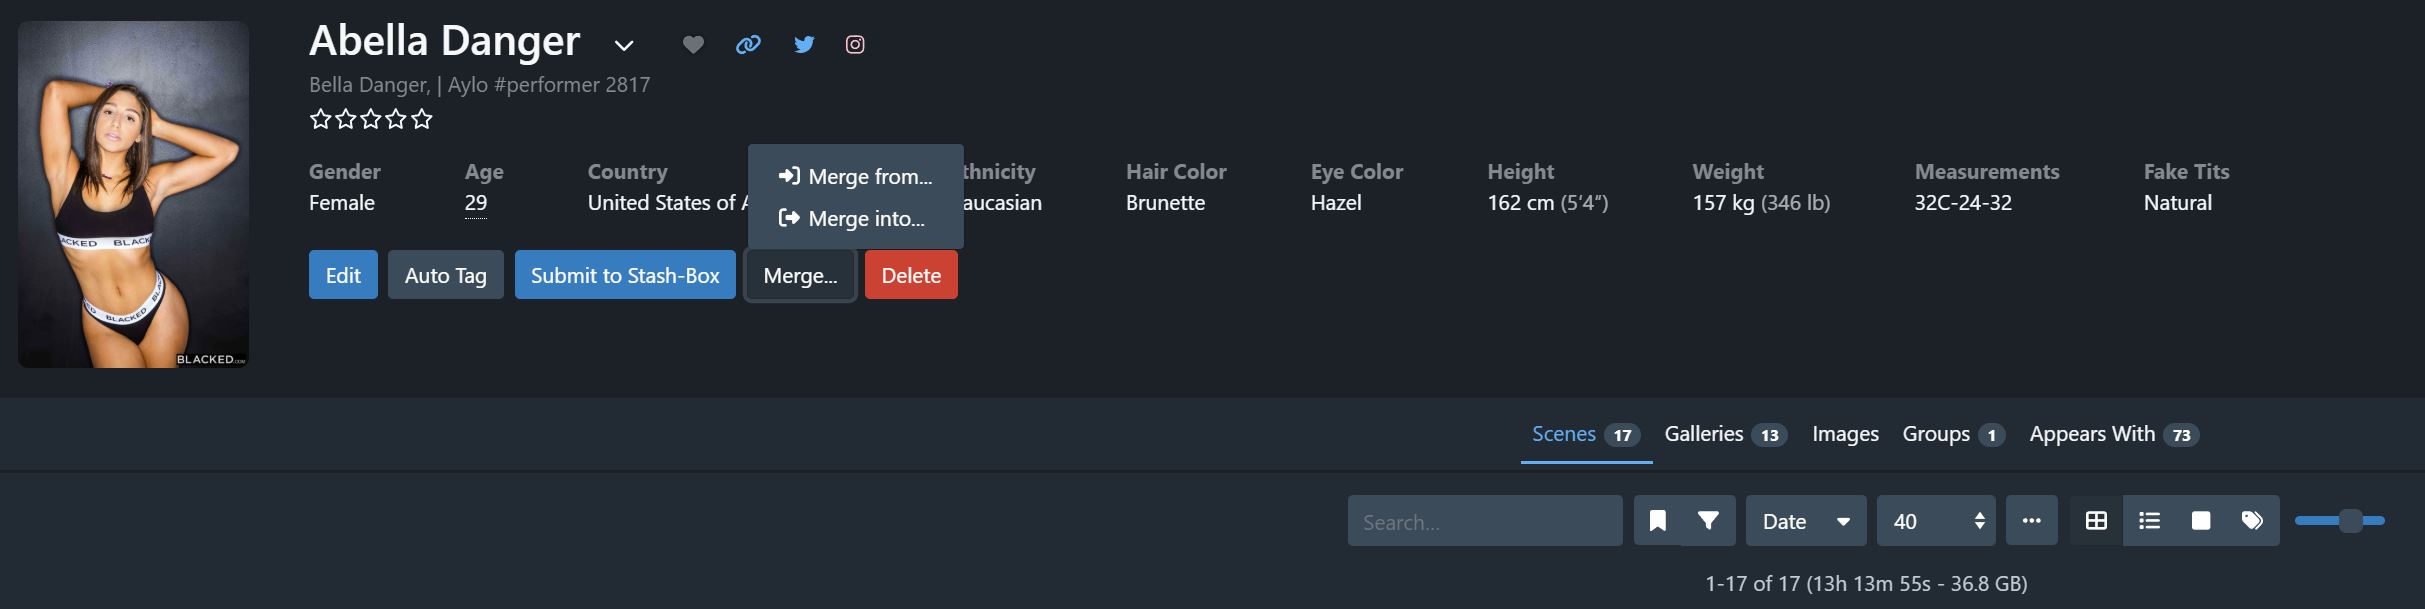 Abella Danger
Bella Danger, | Aylo #performer 2817
Gender
Female
Age
29
Country
United States of A
Merge from...
Merge into...
thnicity
aucasian
Hair Color
Brunette
Eye Color
Hazel
Height
162 cm (5'4")
Weight
157 kg (346 lb)
Measurements
32C-24-32
Fake Tits
Natural
Edit
Auto Tag
Submit to Stash-Box
Merge...
Delete
ACKED BLACK
BLACKED
BLACKED.COM
Scenes 17
Galleries 13
Images
Groups 1
Appears With 73
Search...
Date
40
1-17 of 17 (13h 13m 55s - 36.8 GB)